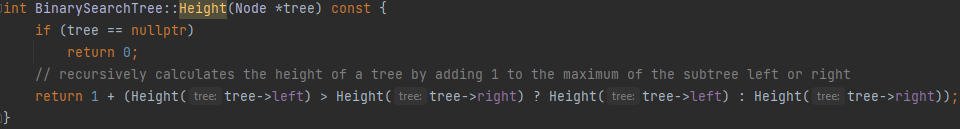 int BinarySearchTree::Height(Node *tree) const {
    if (tree == nullptr)
        return 0;
    // recursively calculates the height of a tree by adding 1 to the maximum of the subtree left or right
    return 1 + (Height( tree: tree->left) > Height( tree: tree->right) ? Height( tree: tree->left) : Height( tree: tree->right));
}